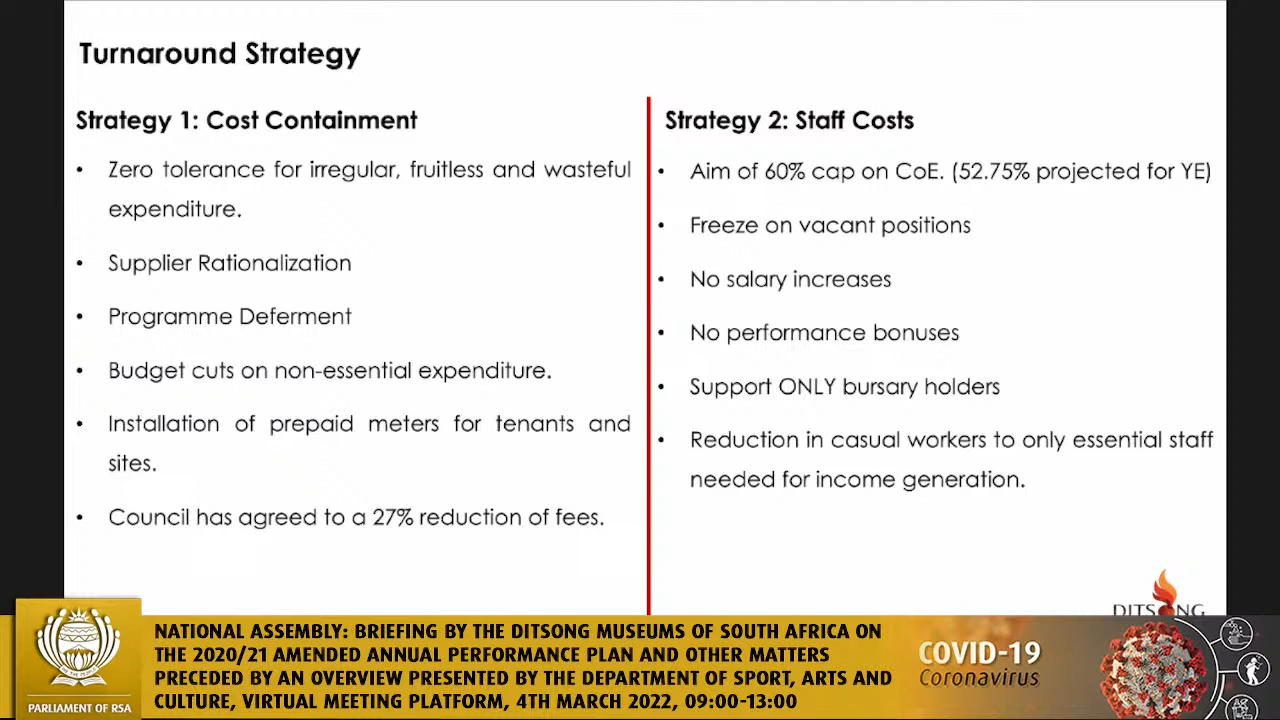 Turnaround Strategy
Strategy 1: Cost Containment
• Zero tolerance for irregular, fruitless and wasteful
expenditure.
• Supplier Rationalization
• Programme Deferment
• Budget cuts on non-essential expenditure.
• Installation of prepaid meters for tenants and
sites.
• Council has agreed to a 27% reduction of fees.
Strategy 2: Staff Costs
• Aim of 60% cap on CoE. (52.75% projected for YE)
• Freeze on vacant positions
• No salary increases
• No performance bonuses
• Support ONLY bursary holders
• Reduction in casual workers to only essential staff
needed for income generation.
DITSONG
PARLIAMENT OF RSA
NATIONAL ASSEMBLY: BRIEFING BY THE DITSONG MUSEUMS OF SOUTH AFRICA ON
THE 2020/21 AMENDED ANNUAL PERFORMANCE PLAN AND OTHER MATTERS
PRECEDED BY AN OVERVIEW PRESENTED BY THE DEPARTMENT OF SPORT, ARTS AND
CULTURE, VIRTUAL MEETING PLATFORM, 4TH MARCH 2022, 09:00-13:00
COVID-19
Coronavirus